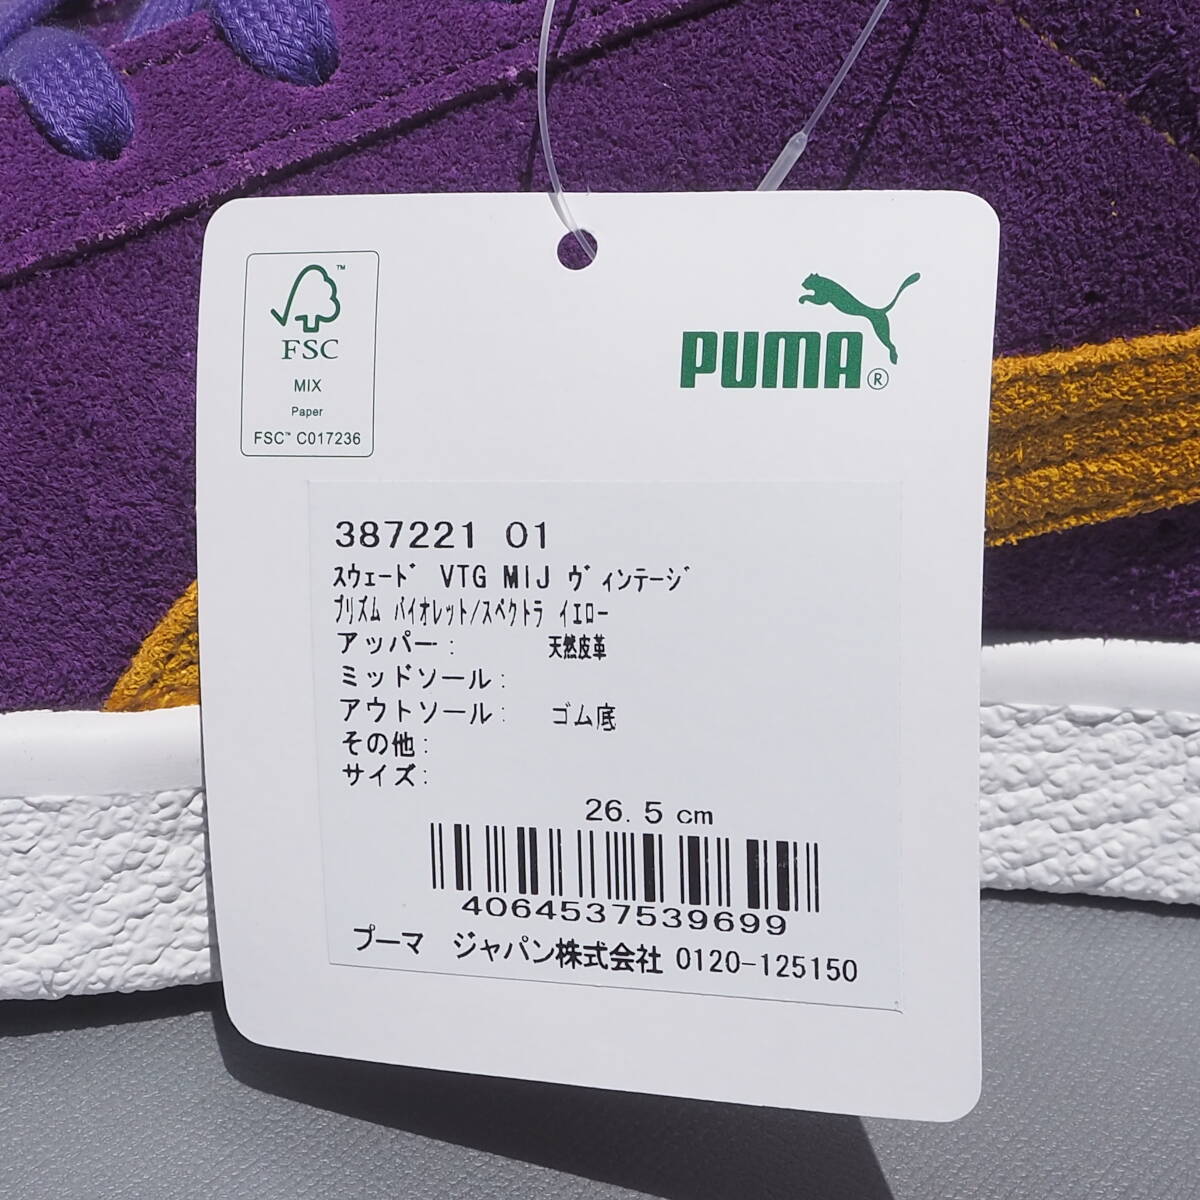 FSC™
MIX
Paper
FSC™ C017236
PUMA®
387221 01
スウェード VTG MIJ ヴィンテージ
プリズム バイオレット/スペクトラ イエロー
アッパー: 天然皮革
ミッドソール:
アウトソール: ゴム底
その他:
サイズ:
26.5 cm
4064537539699
プーマ ジャパン株式会社 0120-125150